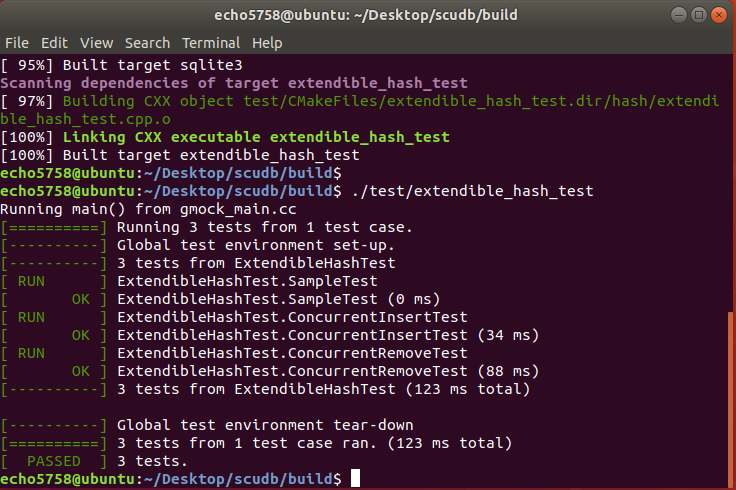 echo5758@ubuntu: ~/Desktop/scudb/build
File Edit View Search Terminal Help
[ 95%] Built target sqlite3
Scanning dependencies of target extendible_hash_test
[ 97%] Building CXX object test/CMakeFiles/extendible_hash_test.dir/hash/extendi
ble_hash_test.cpp.o
[100%] Linking CXX executable extendible_hash_test
[100%] Built target extendible_hash_test
echo5758@ubuntu:~/Desktop/scudb/build$
echo5758@ubuntu:~/Desktop/scudb/build$ ./test/extendible_hash_test
Running main() from gmock_main.cc
[==========] Running 3 tests from 1 test case.
[----------] Global test environment set-up.
[----------] 3 tests from ExtendibleHashTest
[ RUN      ] ExtendibleHashTest.SampleTest
[       OK ] ExtendibleHashTest.SampleTest (0 ms)
[ RUN      ] ExtendibleHashTest.ConcurrentInsertTest
[       OK ] ExtendibleHashTest.ConcurrentInsertTest (34 ms)
[ RUN      ] ExtendibleHashTest.ConcurrentRemoveTest
[       OK ] ExtendibleHashTest.ConcurrentRemoveTest (88 ms)
[----------] 3 tests from ExtendibleHashTest (123 ms total)
[----------] Global test environment tear-down
[==========] 3 tests from 1 test case ran. (123 ms total)
[  PASSED  ] 3 tests.
echo5758@ubuntu:~/Desktop/scudb/build$